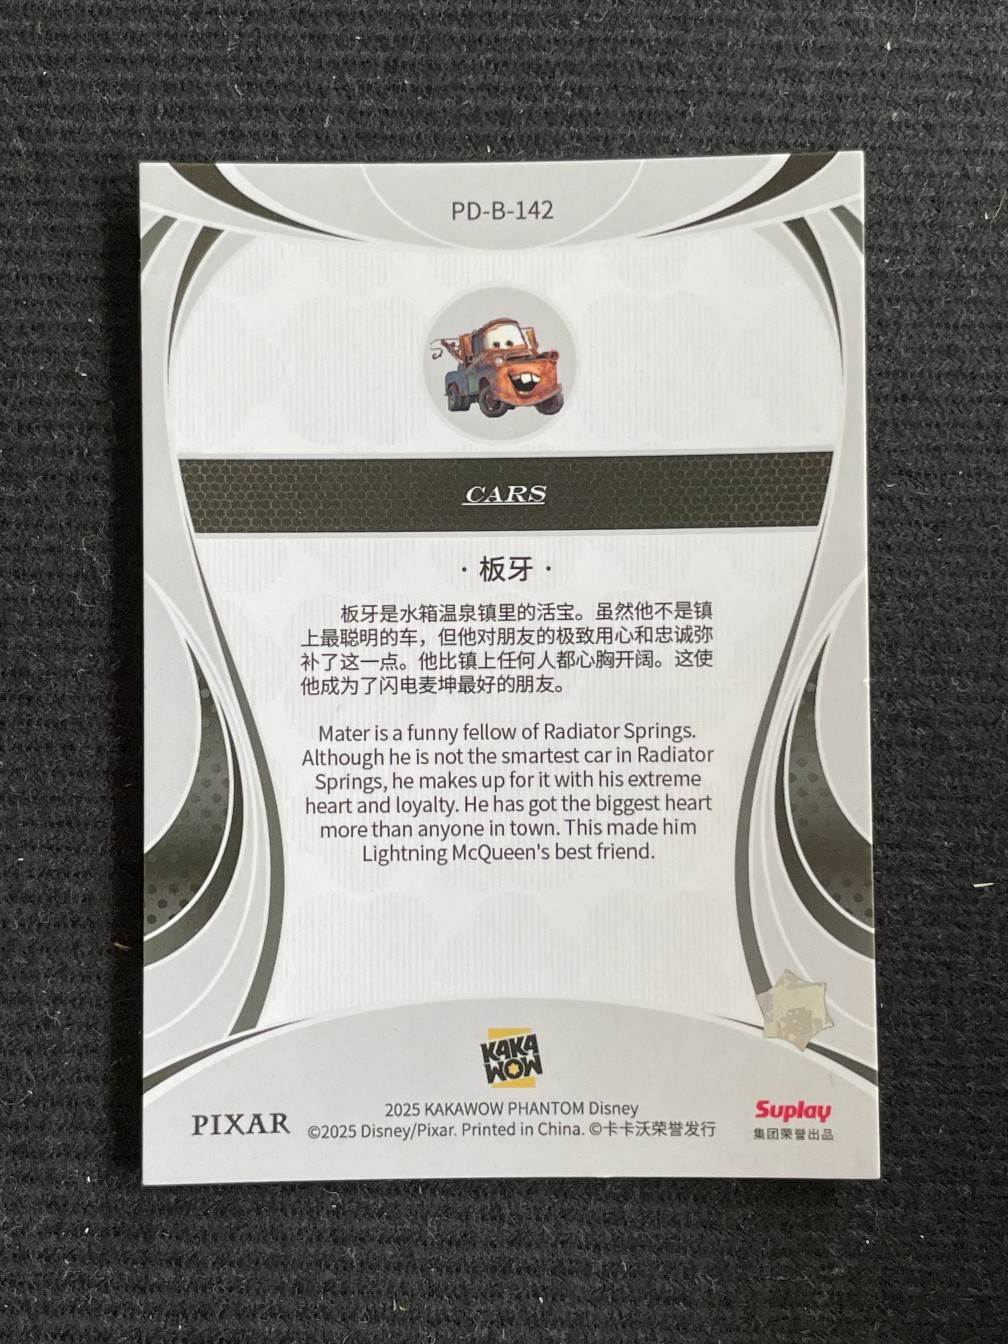 PD-B-142
CARS
· 板牙 ·
板牙是水箱温泉镇里的活宝。虽然他不是镇
上最聪明的车，但他对朋友的极致用心和忠诚弥
补了这一点。他比镇上任何人都心胸开阔。这使
他成为了闪电麦坤最好的朋友。
Mater is a funny fellow of Radiator Springs.
Although he is not the smartest car in Radiator
Springs, he makes up for it with his extreme
heart and loyalty. He has got the biggest heart
more than anyone in town. This made him
Lightning McQueen's best friend.
KAKA
WOW
PIXAR
2025 KAKAWOW PHANTOM Disney
©2025 Disney/Pixar. Printed in China. ©卡卡沃荣誉发行
Suplay
集团荣誉出品